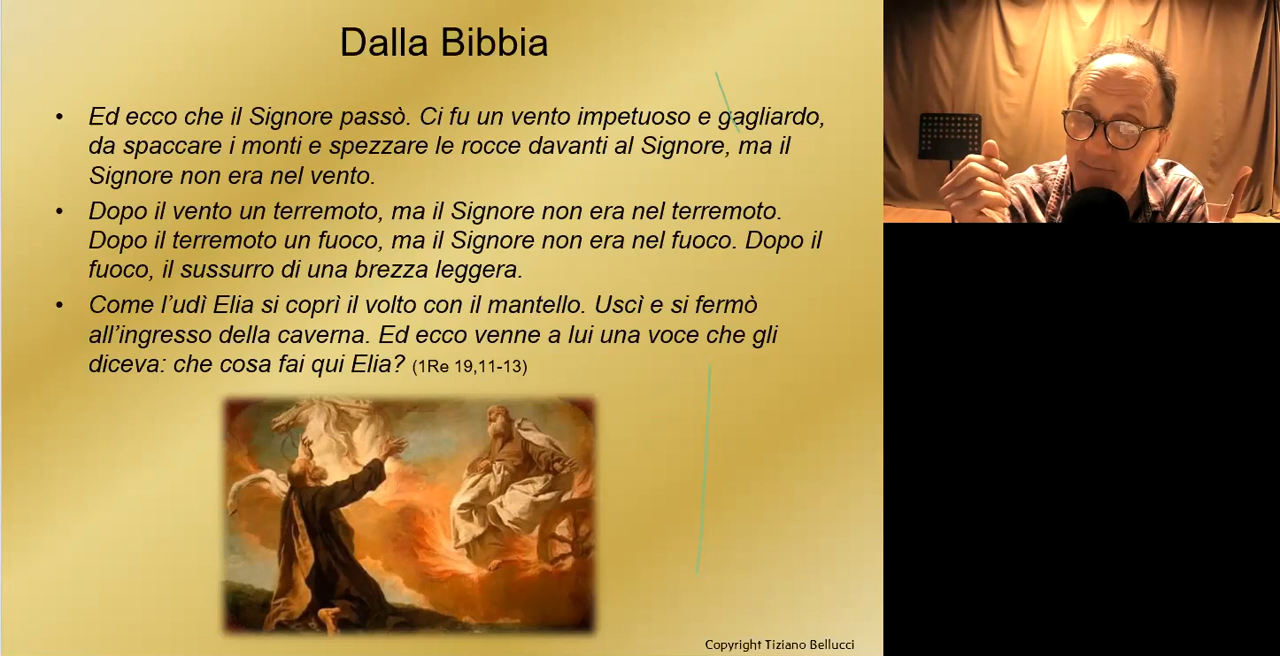 Dalla Bibbia
• Ed ecco che il Signore passò. Ci fu un vento impetuoso e gagliardo,
da spaccare i monti e spezzare le rocce davanti al Signore, ma il
Signore non era nel vento.
• Dopo il vento un terremoto, ma il Signore non era nel terremoto.
Dopo il terremoto un fuoco, ma il Signore non era nel fuoco. Dopo il
fuoco, il sussurro di una brezza leggera.
• Come l’udì Elia si coprì il volto con il mantello. Uscì e si fermò
all’ingresso della caverna. Ed ecco venne a lui una voce che gli
diceva: che cosa fai qui Elia? (1Re 19,11-13)
Copyright Tiziano Bellucci